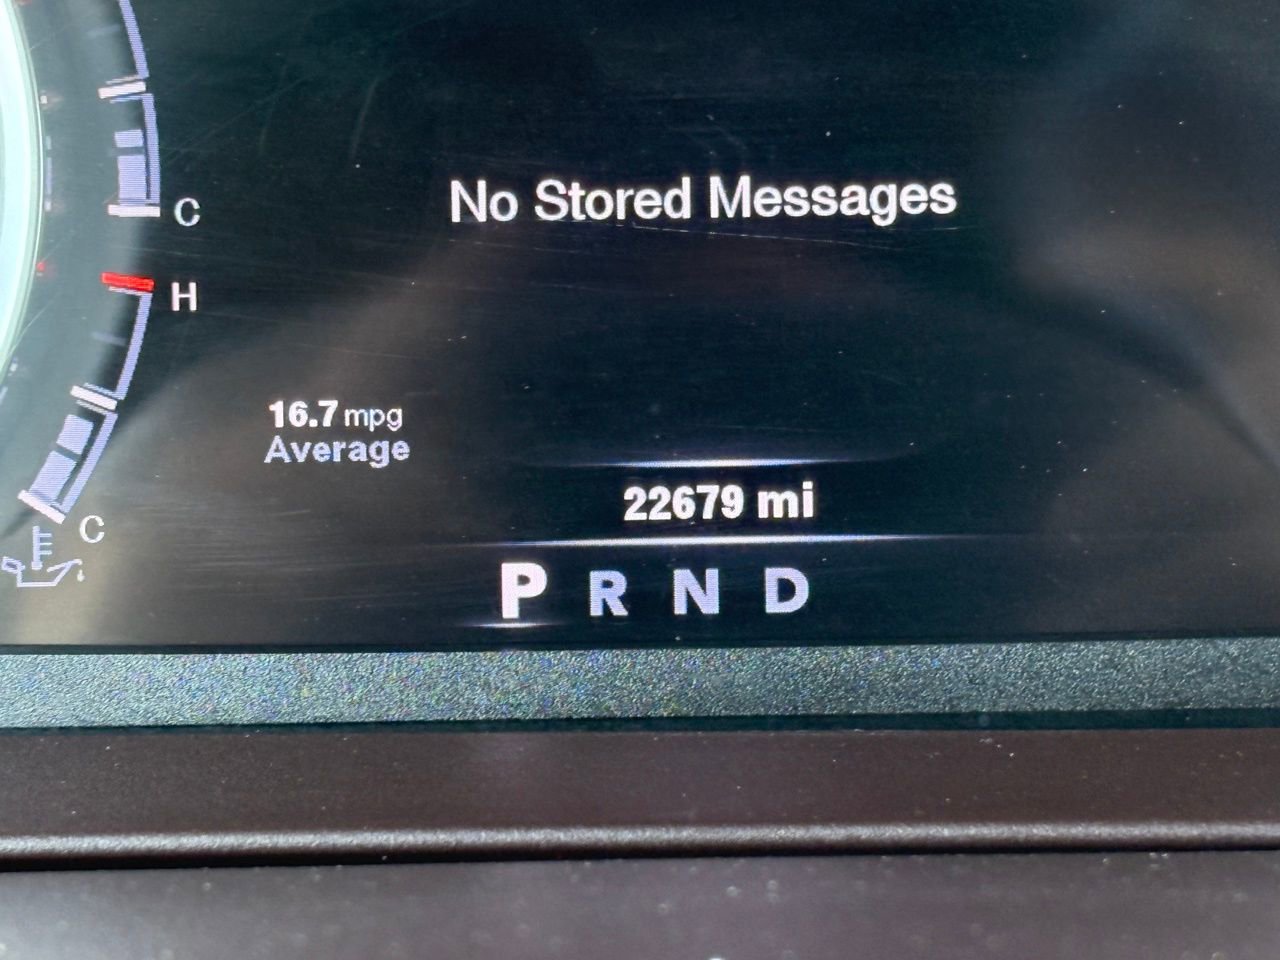 C
No Stored Messages
H
16.7 mpg
Average
22679 mi
C
P R N D